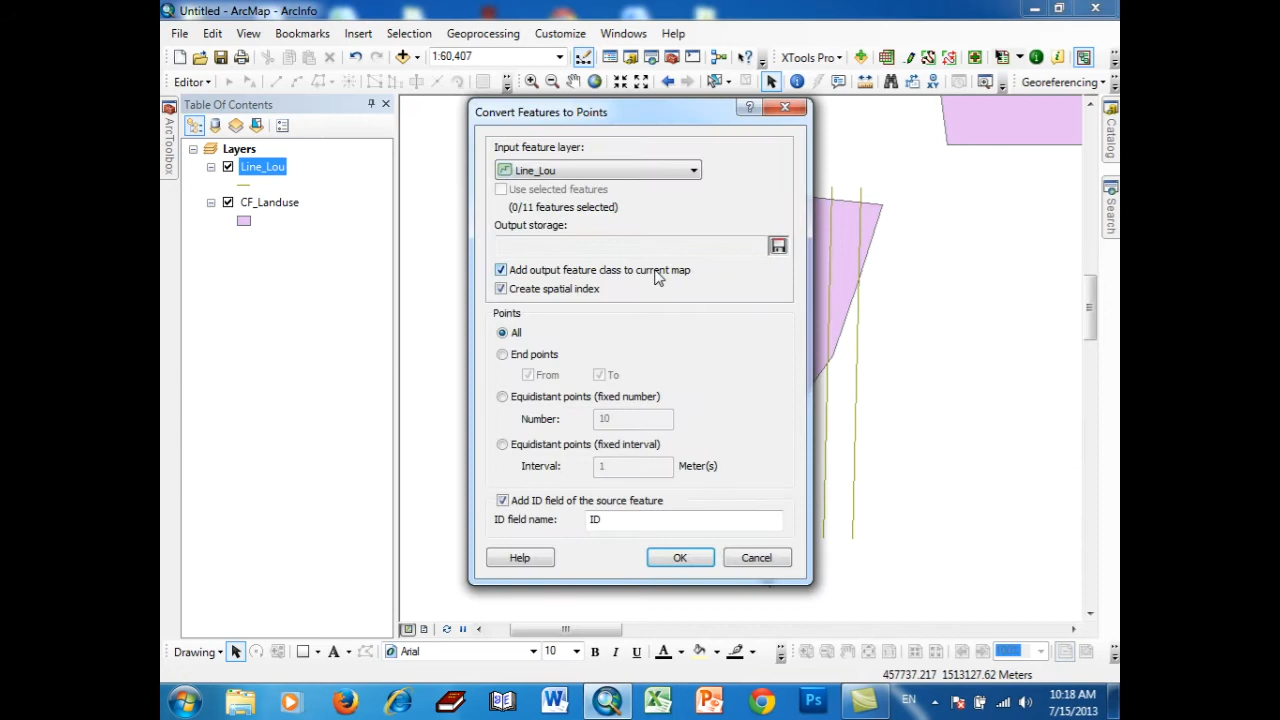 Untitled - ArcMap - ArcInfo
File Edit View Bookmarks Insert Selection Geoprocessing Customize Windows Help
1:60,407 XTools Pro
Editor Georeferencing
Table Of Contents
ArcToolbox
Layers
Line_Lou
CF_Landuse
Catalog
Search
Convert Features to Points
Input feature layer:
Line_Lou
Use selected features
(0/11 features selected)
Output storage:
Add output feature class to current map
Create spatial index
Points
All
End points
From To
Equidistant points (fixed number)
Number: 10
Equidistant points (fixed interval)
Interval: 1 Meter(s)
Add ID field of the source feature
ID field name: ID
Help OK Cancel
Drawing A Arial 10 B I U A 100%
457737.217 1513127.62 Meters
EN 10:18 AM
7/15/2013